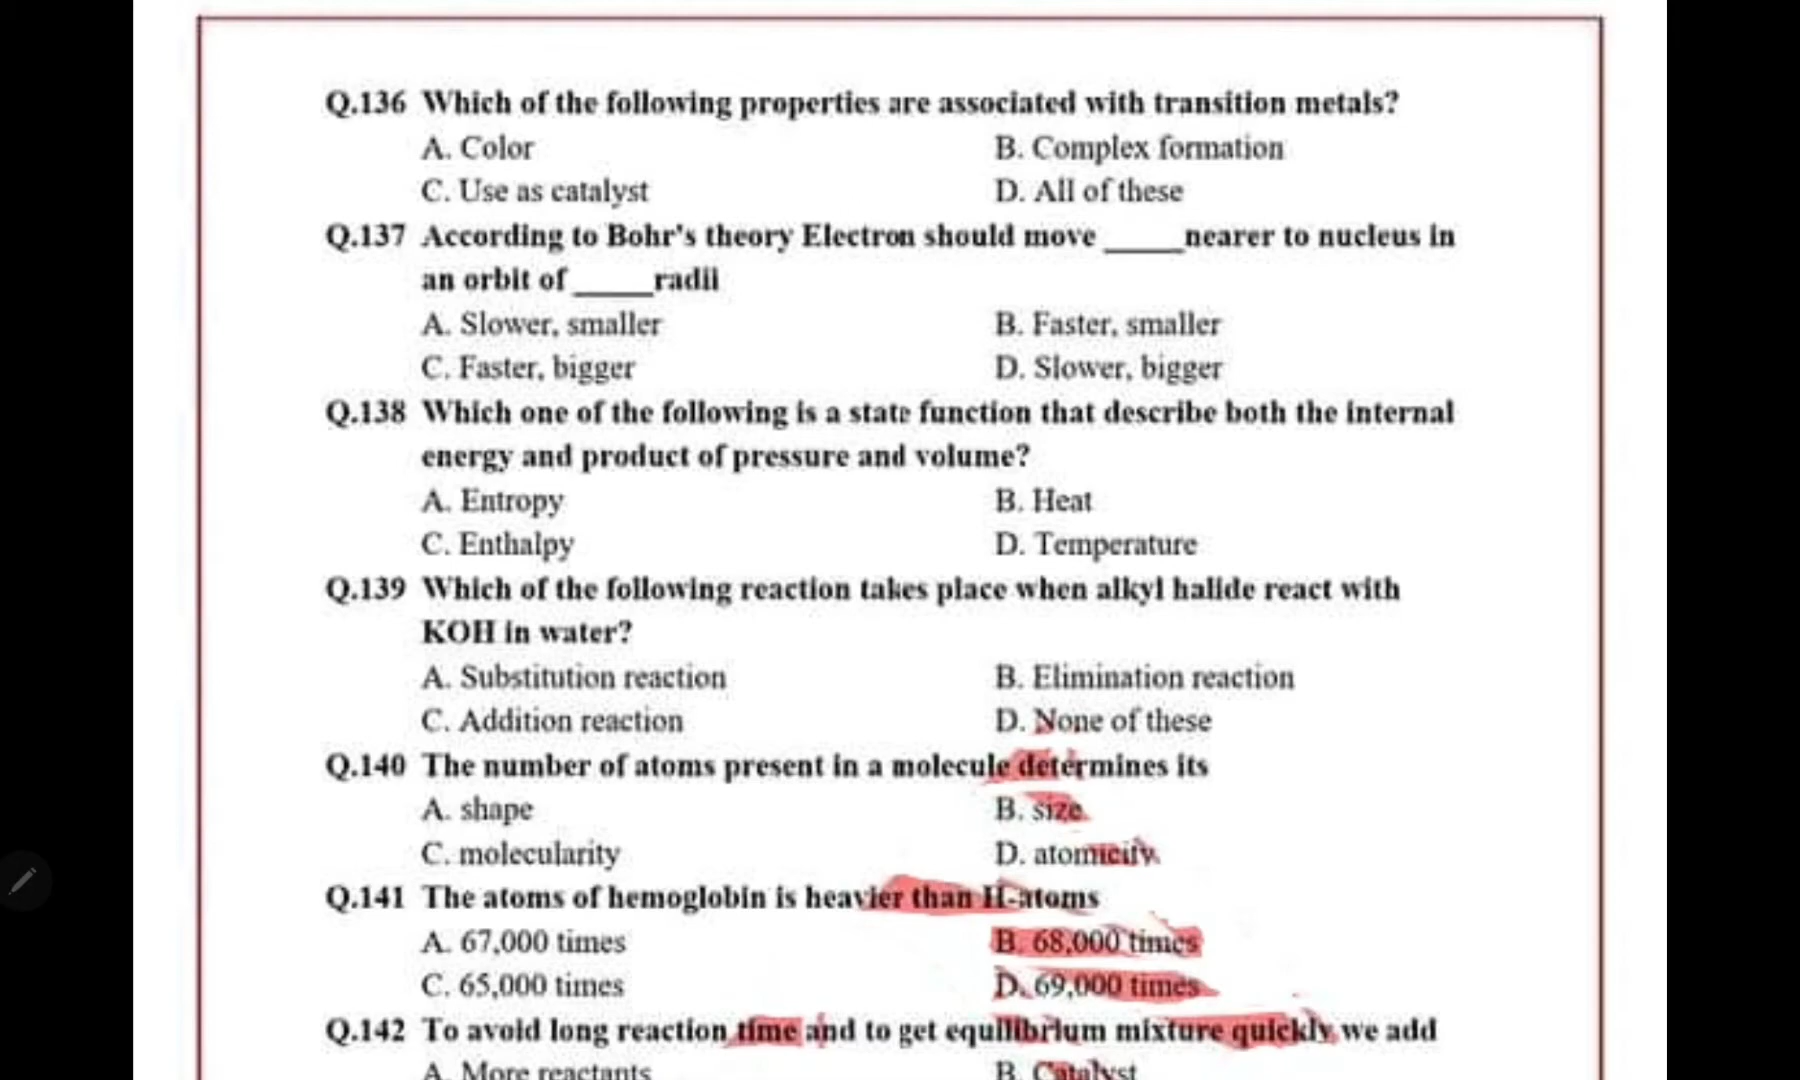 Q.136 Which of the following properties are associated with transition metals?
A. Color B. Complex formation
C. Use as catalyst D. All of these
Q.137 According to Bohr's theory Electron should move _____nearer to nucleus in
an orbit of _____radii
A. Slower, smaller B. Faster, smaller
C. Faster, bigger D. Slower, bigger
Q.138 Which one of the following is a state function that describe both the internal
energy and product of pressure and volume?
A. Entropy B. Heat
C. Enthalpy D. Temperature
Q.139 Which of the following reaction takes place when alkyl halide react with
KOH in water?
A. Substitution reaction B. Elimination reaction
C. Addition reaction D. None of these
Q.140 The number of atoms present in a molecule determines its
A. shape B. size
C. molecularity D. atomicity
Q.141 The atoms of hemoglobin is heavier than H-atoms
A. 67,000 times B. 68,000 times
C. 65,000 times D. 69,000 times
Q.142 To avoid long reaction time and to get equilibrium mixture quickly we add
A. More reactants B. Catalyst